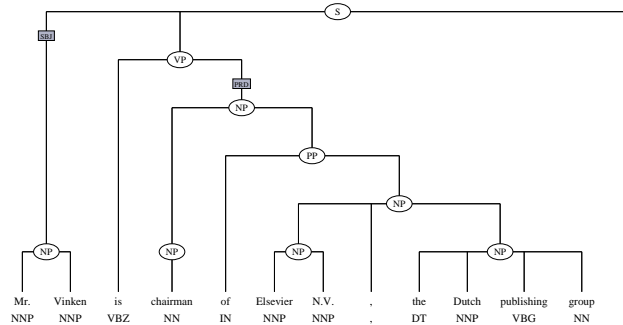 S
SBJ
VP
PRD
NP
PP
NP
NP NP NP NP
Mr. Vinken is chairman of Elsevier N.V. , the Dutch publishing group
NNP NNP VBZ NN IN NNP NNP , DT NNP VBG NN